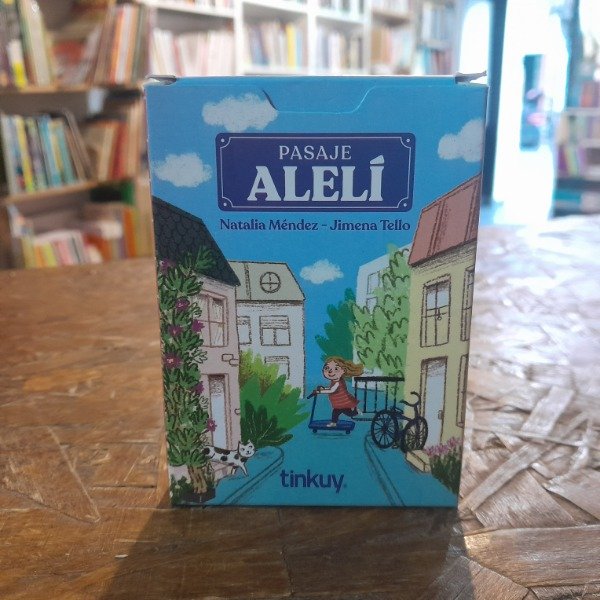 PASAJE
ALELÍ
Natalia Méndez - Jimena Tello
tinkuy